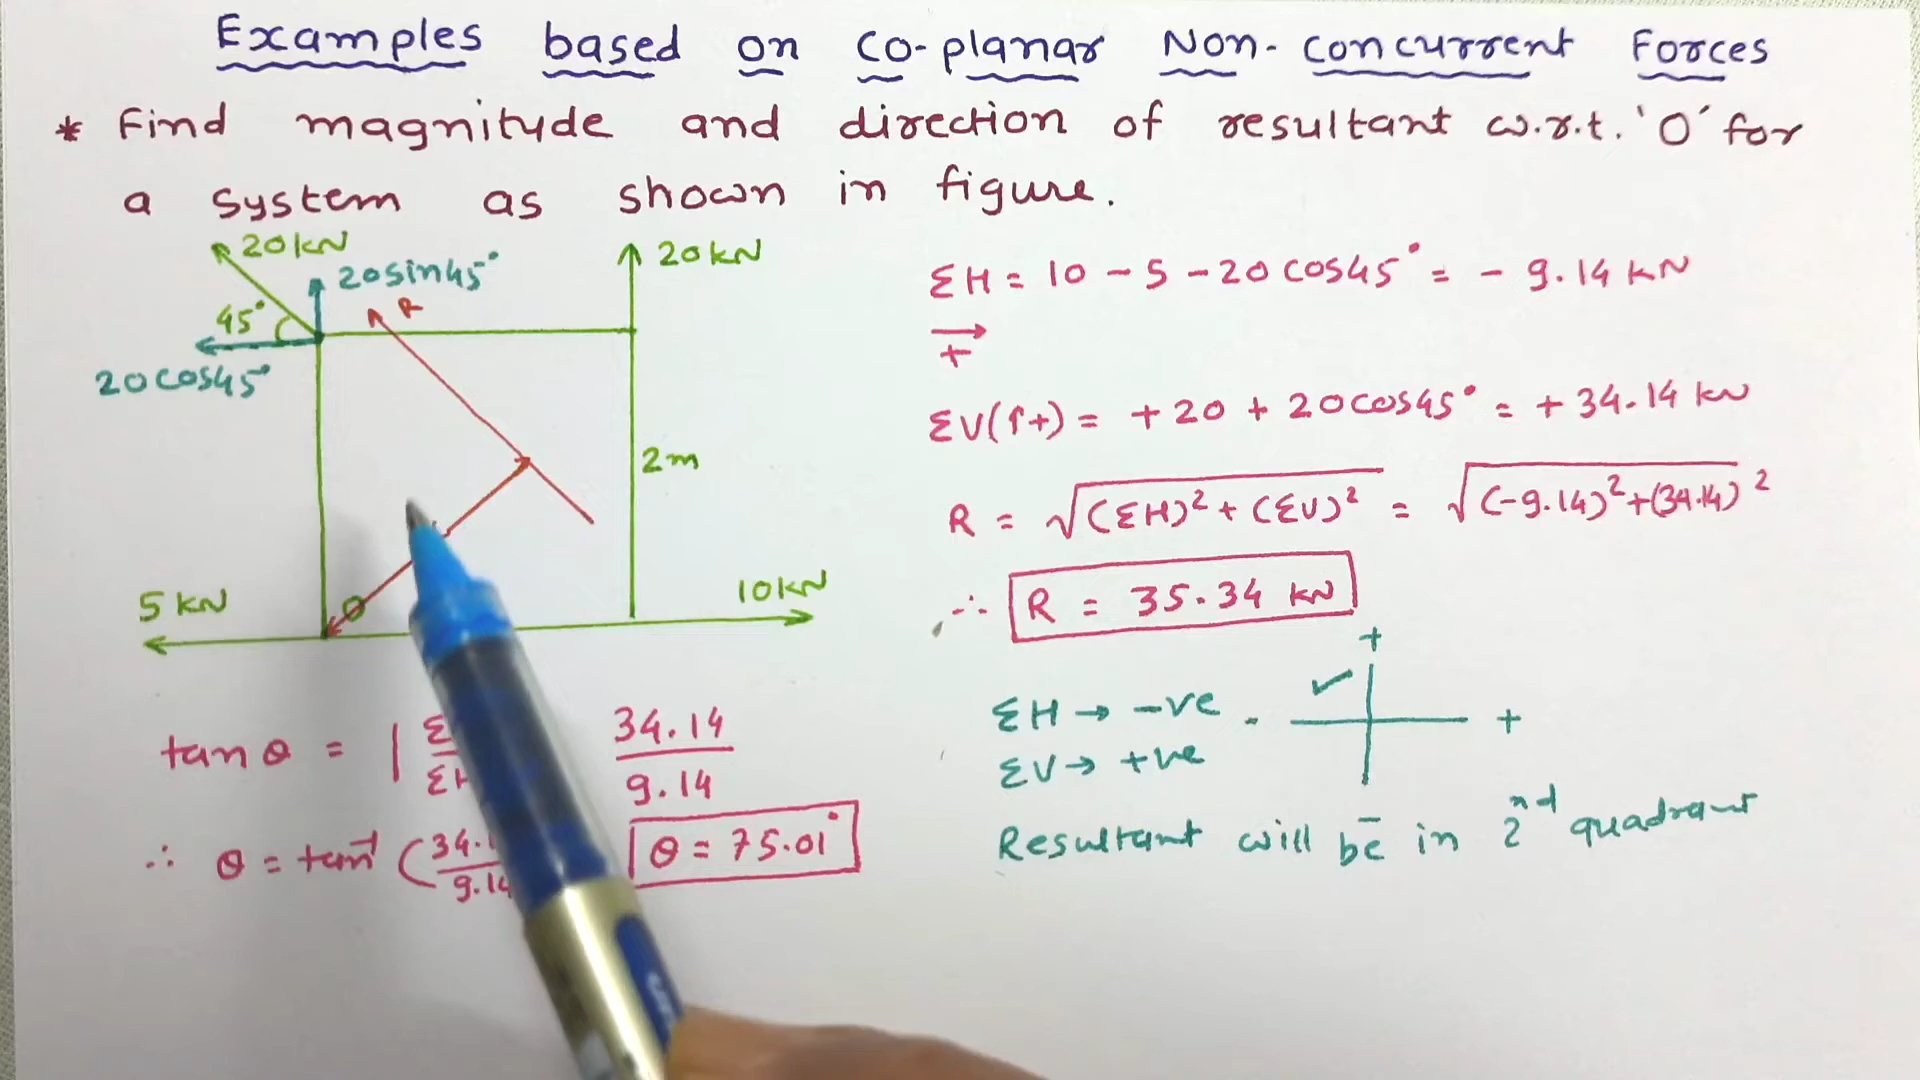 Examples based on Co-planar Non-concurrent Forces
* Find magnitude and direction of resultant w.r.t. 'O' for
a system as shown in figure.
20kN
20sin45°
R
20kN
45°
20cos45°
2m
5kN
O
10kN
ΣH = 10 - 5 - 20cos45° = - 9.14 kN
→
+
ΣV(↑+) = +20 + 20cos45° = +34.14 kN
R = √(ΣH)²+(ΣV)² = √(-9.14)²+(34.14)²
∴ R = 35.34 kN
tanθ = | 34.14/9.14
∴ θ = tan⁻¹ ( θ = 75.01°
+
ΣH → -ve
+
ΣV → +ve
Resultant will be in 2nd quadrant